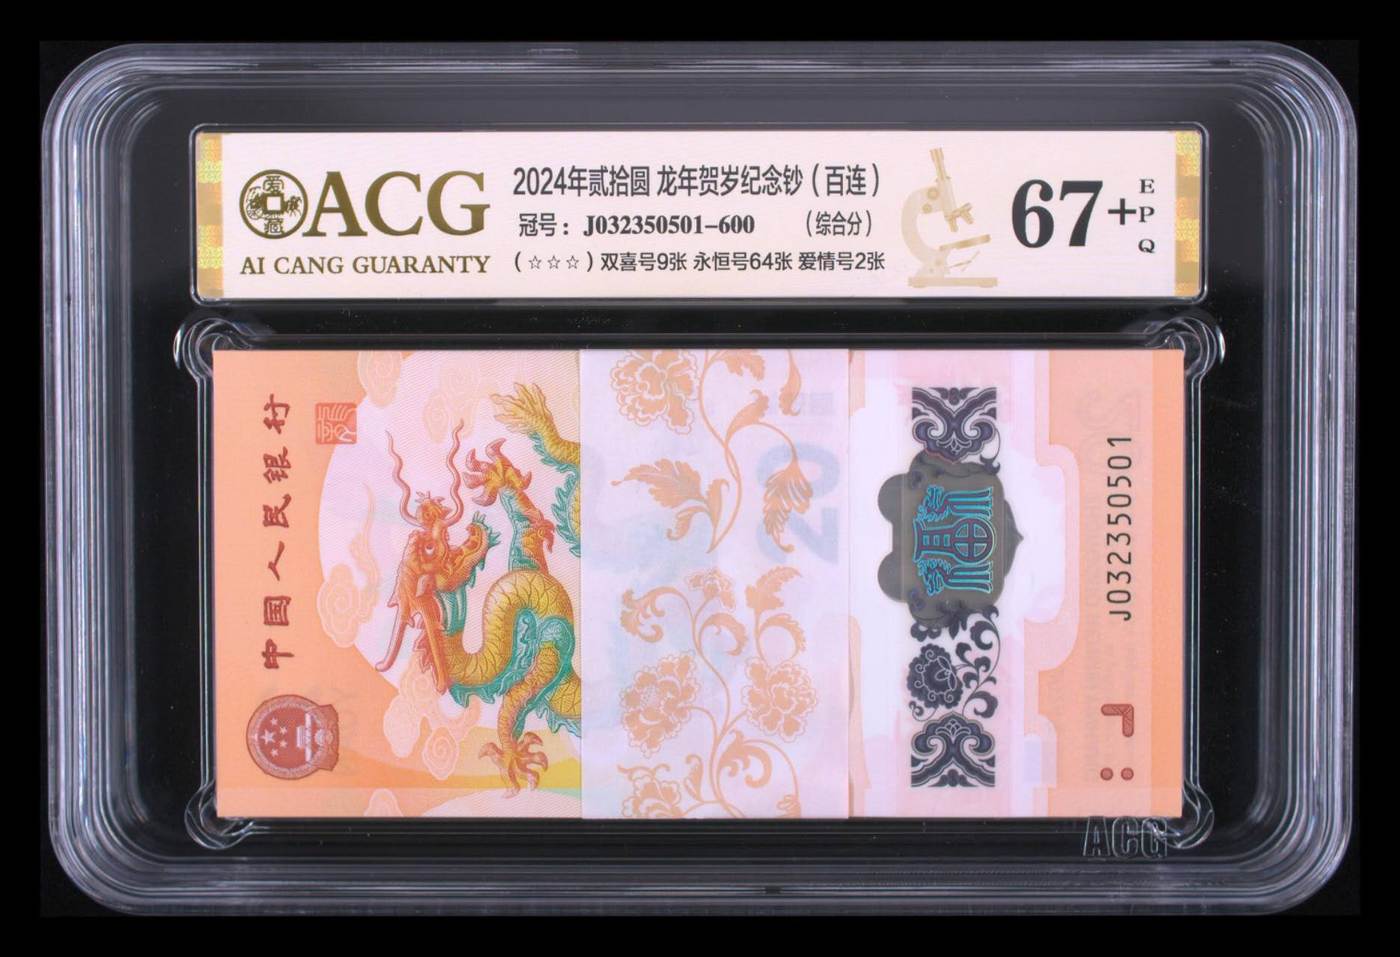 ACG
AI CANG GUARANTY
2024年贰拾圆 龙年贺岁纪念钞（百连）
冠号：J032350501-600 （综合分）
（☆☆☆）双喜号9张 永恒号64张 爱情号2张
67+
EPQ
中国人民银行
20
J032350501
ACG